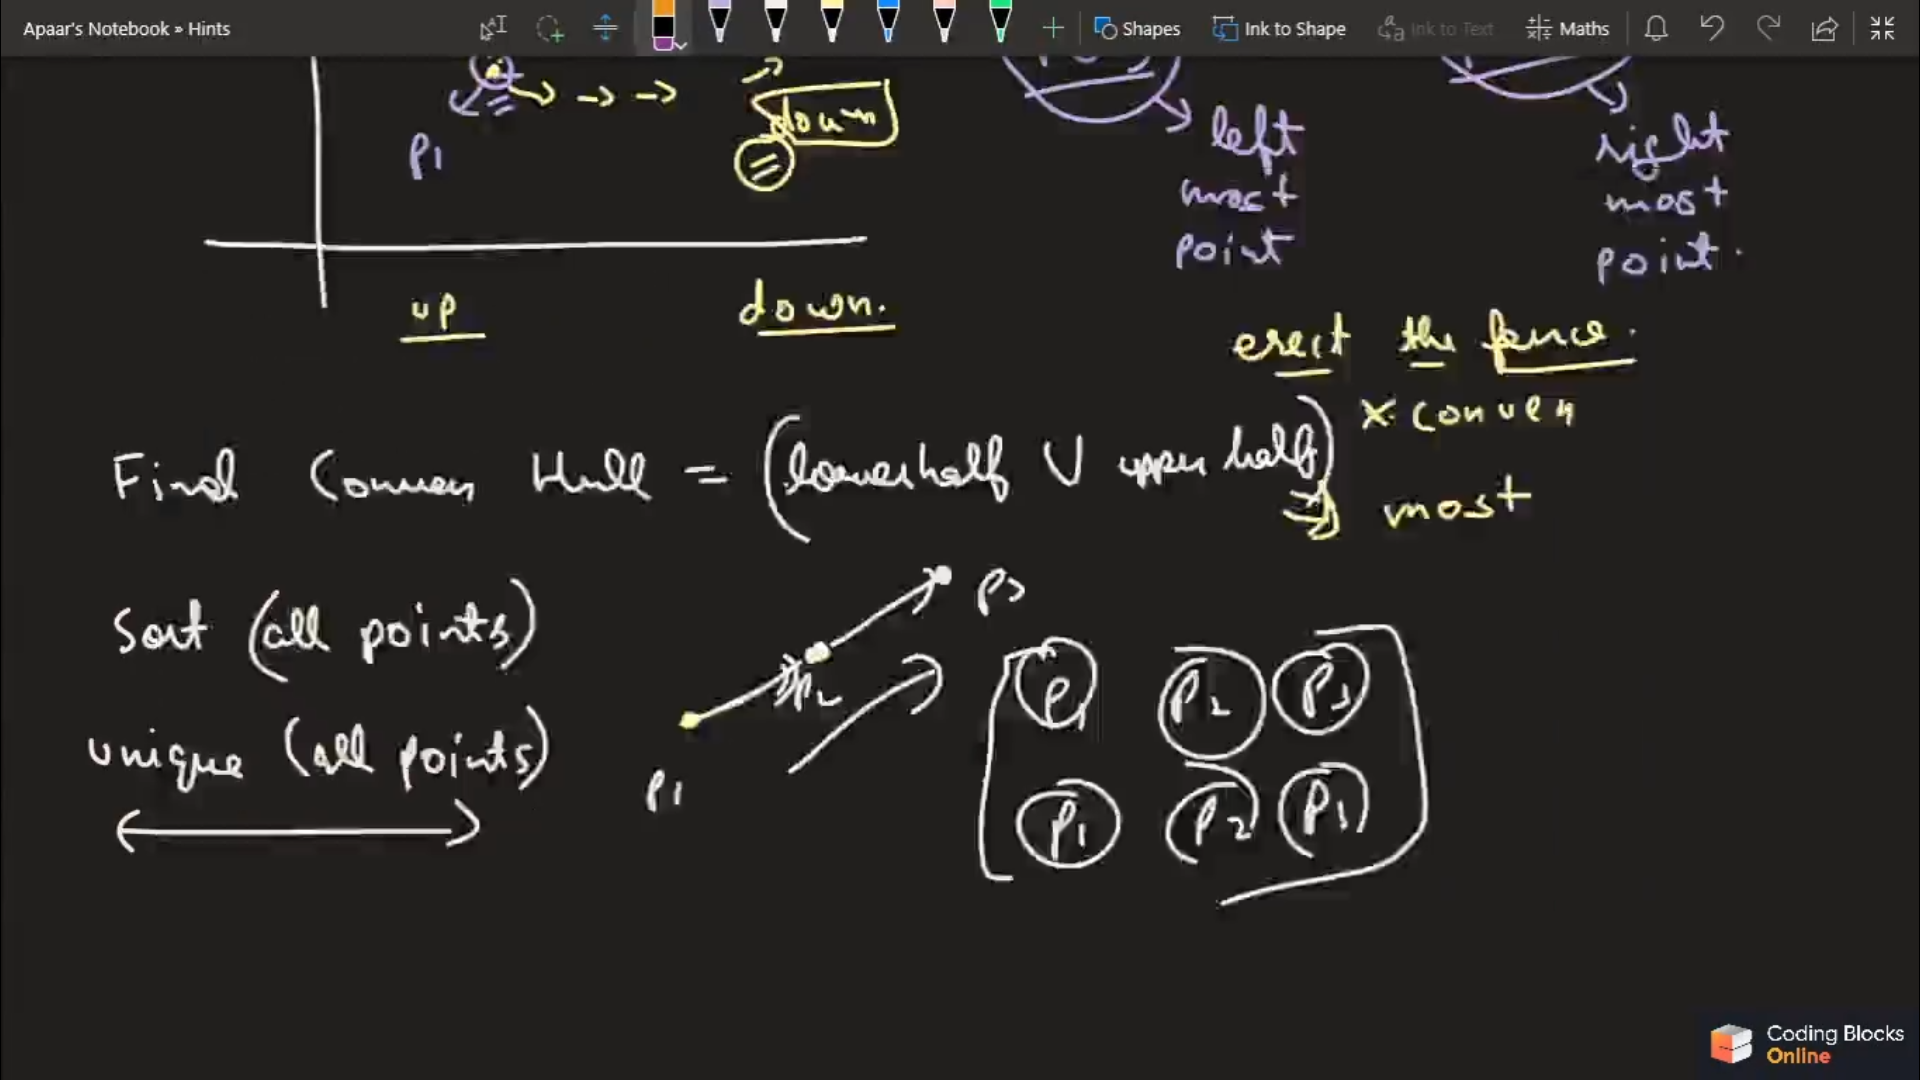 Apaar's Notebook » Hints
Shapes
Ink to Shape
Ink to Text
Maths
down
P1
left
most
point
right
most
point.
up
down.
erect the fence.
x. conven
Find Conven Hull = (lowerhalf U upper half)
→ most
Sort (all points)
unique (all points)
P1
P2
P3
P1 P2 P3
P1 P2 P1
Coding Blocks
Online